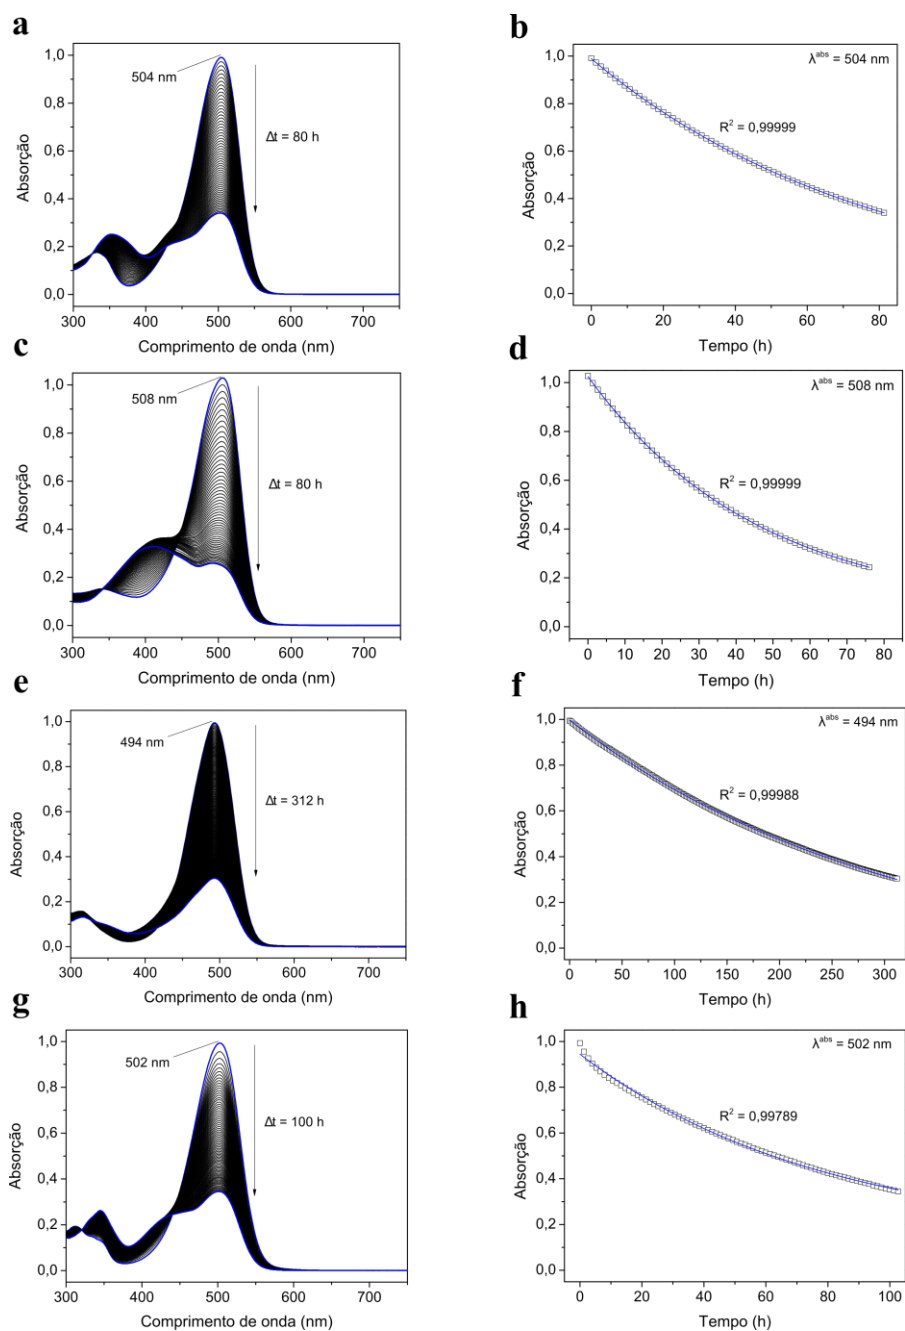 a
1,0
0,8
0,6
0,4
0,2
0,0
504 nm
Δt = 80 h
Absorção
300 400 500 600 700
Comprimento de onda (nm)
b
1,0
0,8
0,6
0,4
0,2
0,0
λabs = 504 nm
R2 = 0,99999
Absorção
0 20 40 60 80
Tempo (h)
c
1,0
0,8
0,6
0,4
0,2
0,0
508 nm
Δt = 80 h
Absorção
300 400 500 600 700
Comprimento de onda (nm)
d
1,0
0,8
0,6
0,4
0,2
0,0
λabs = 508 nm
R2 = 0,99999
Absorção
0 10 20 30 40 50 60 70 80
Tempo (h)
e
1,0
0,8
0,6
0,4
0,2
0,0
494 nm
Δt = 312 h
Absorção
300 400 500 600 700
Comprimento de onda (nm)
f
1,0
0,8
0,6
0,4
0,2
0,0
λabs = 494 nm
R2 = 0,99988
Absorção
0 50 100 150 200 250 300
Tempo (h)
g
1,0
0,8
0,6
0,4
0,2
0,0
502 nm
Δt = 100 h
Absorção
300 400 500 600 700
Comprimento de onda (nm)
h
1,0
0,8
0,6
0,4
0,2
0,0
λabs = 502 nm
R2 = 0,99789
Absorção
0 20 40 60 80 100
Tempo (h)